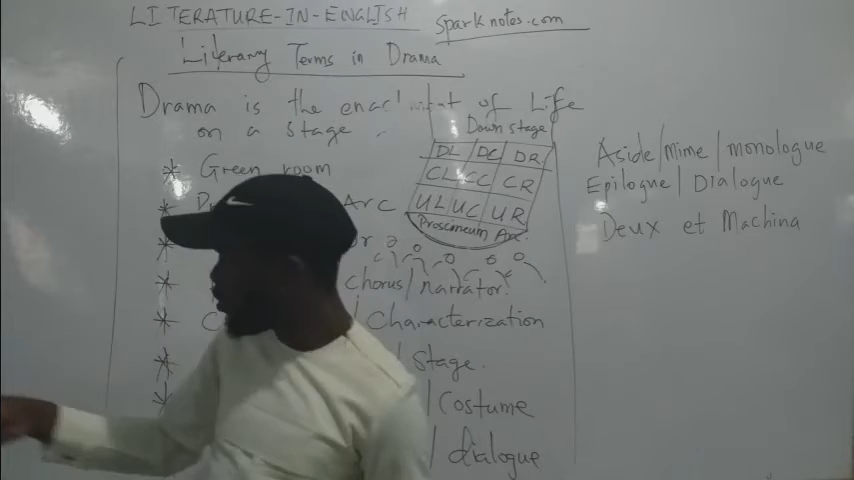 LITERATURE-IN-ENGLISH
sparknotes.com
Literary Terms in Drama
Drama is the of Life
on a stage
Down stage
DL DC DR
CL CC CR
UL UC UR
Proscineum Arc
* Green room
* Arc
*
* chorus/narrator
* / characterization
* / stage.
* / costume
/ dialogue
Aside/mime/monologue
Epilogue/Dialogue
Deux et Machina